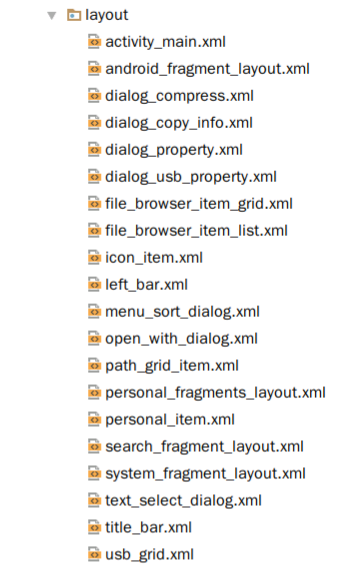 layout
activity_main.xml
android_fragment_layout.xml
dialog_compress.xml
dialog_copy_info.xml
dialog_property.xml
dialog_usb_property.xml
file_browser_item_grid.xml
file_browser_item_list.xml
icon_item.xml
left_bar.xml
menu_sort_dialog.xml
open_with_dialog.xml
path_grid_item.xml
personal_fragments_layout.xml
personal_item.xml
search_fragment_layout.xml
system_fragment_layout.xml
text_select_dialog.xml
title_bar.xml
usb_grid.xml